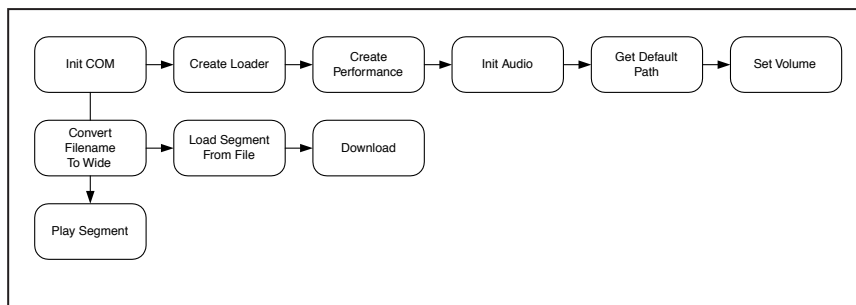 Init COM
Create Loader
Create
Performance
Init Audio
Get Default
Path
Set Volume
Convert
Filename
To Wide
Load Segment
From File
Download
Play Segment